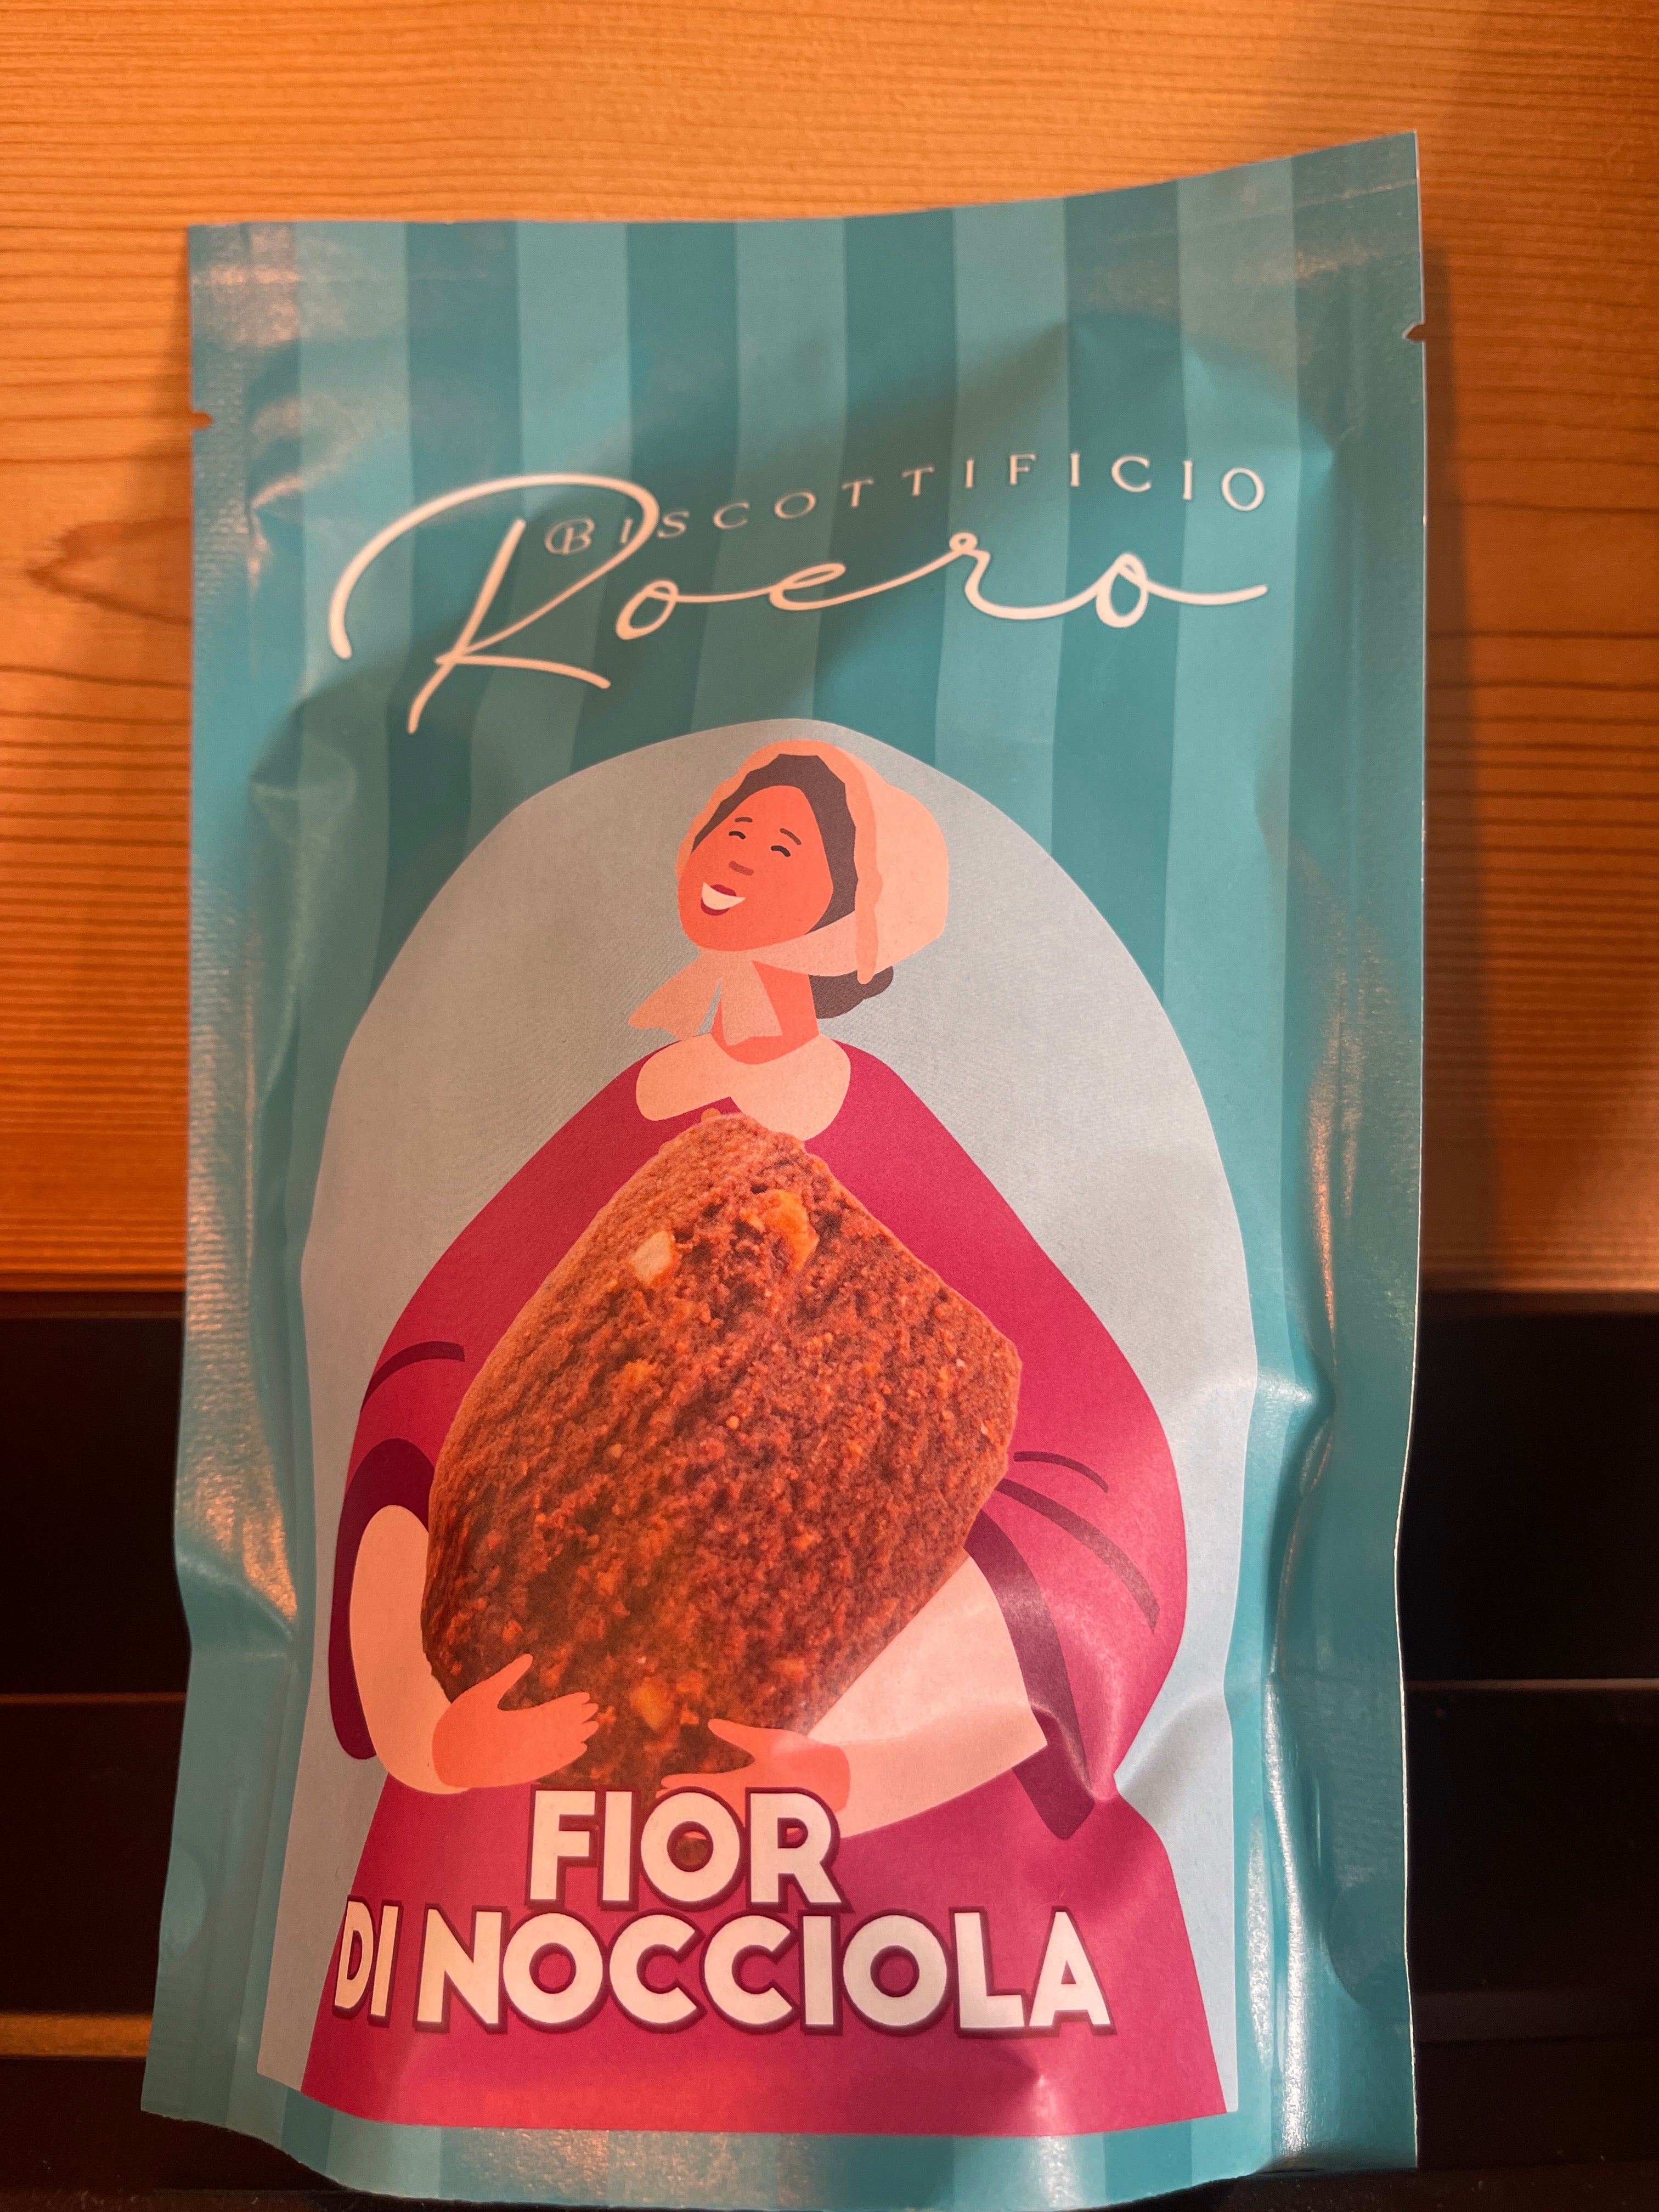 BISCOTTIFICIO
Roero
FIOR
DI NOCCIOLA